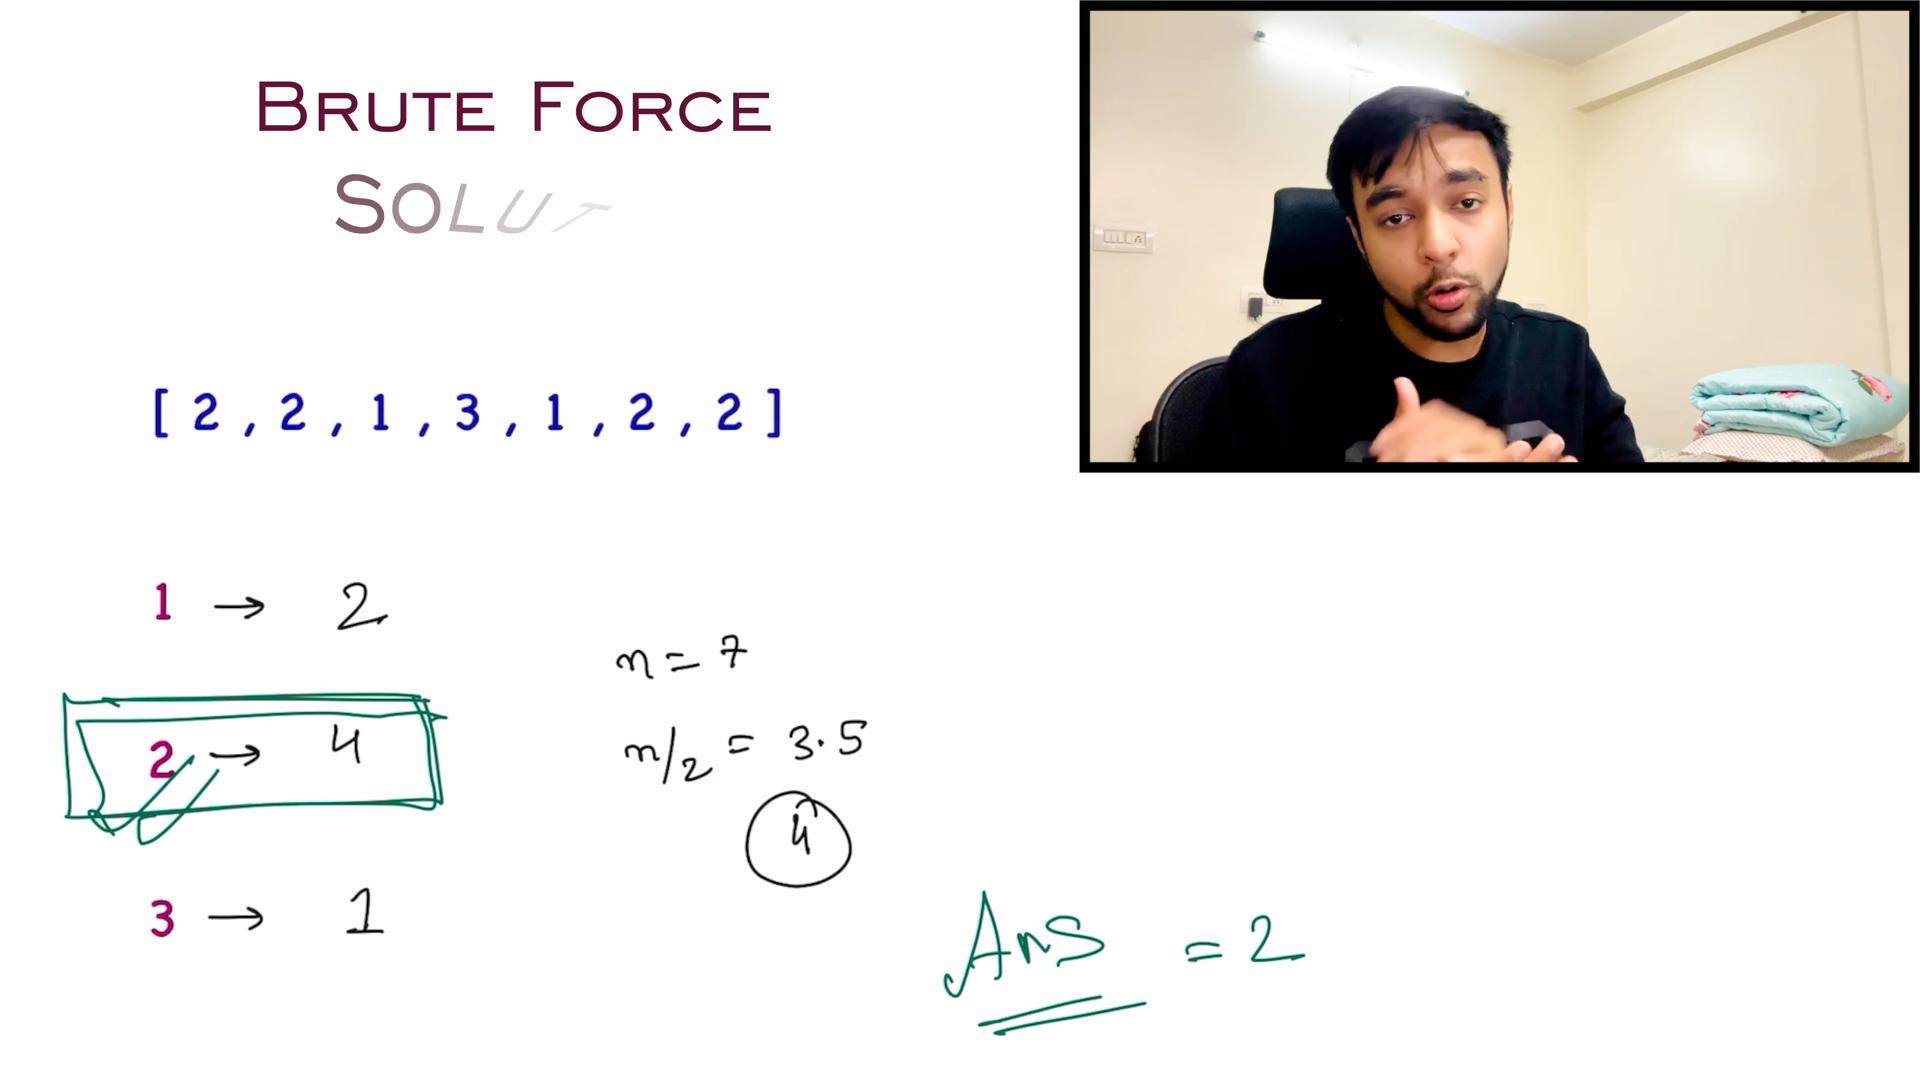 BRUTE FORCE
SOLUT
[ 2 , 2 , 1 , 3 , 1 , 2 , 2 ]
1 → 2
2 → 4
3 → 1
n = 7
n/2 = 3.5
4
Ans = 2